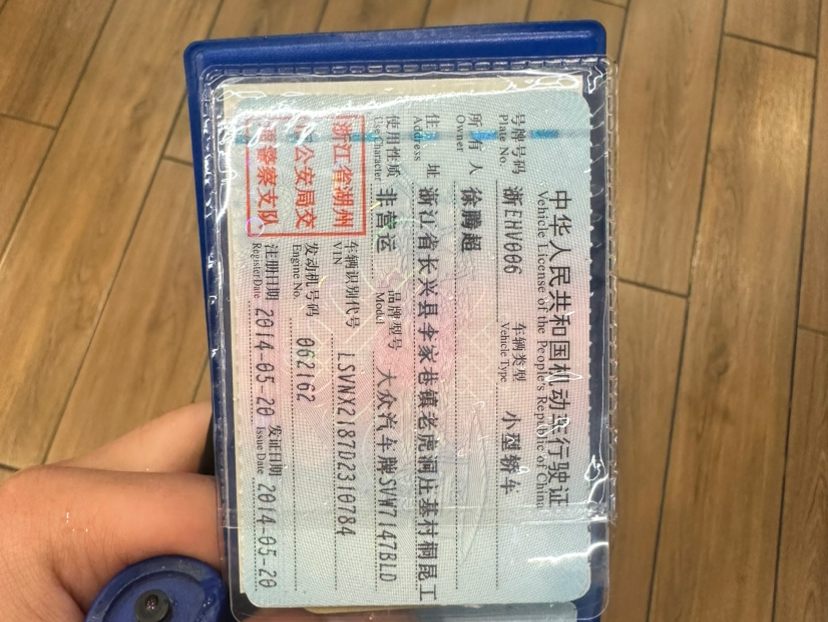 中华人民共和国机动车行驶证
Vehicle License of the People's Republic of China
号牌号码 浙EHV006 车辆类型 小型轿车
Plate No. Vehicle Type
所有人 徐腾超
Owner
住址 浙江省长兴县李家巷镇老虎洞庄基村桐昆工
Address
使用性质 非营运 品牌型号 大众汽车牌SVW7147BLD
Use Character Model
浙江省湖州
公安局交
警察支队
车辆识别代号 LSVNX2187D2310784
VIN
发动机号码 062162
Engine No.
注册日期 2014-05-20 发证日期 2014-05-20
Register Date Issue Date